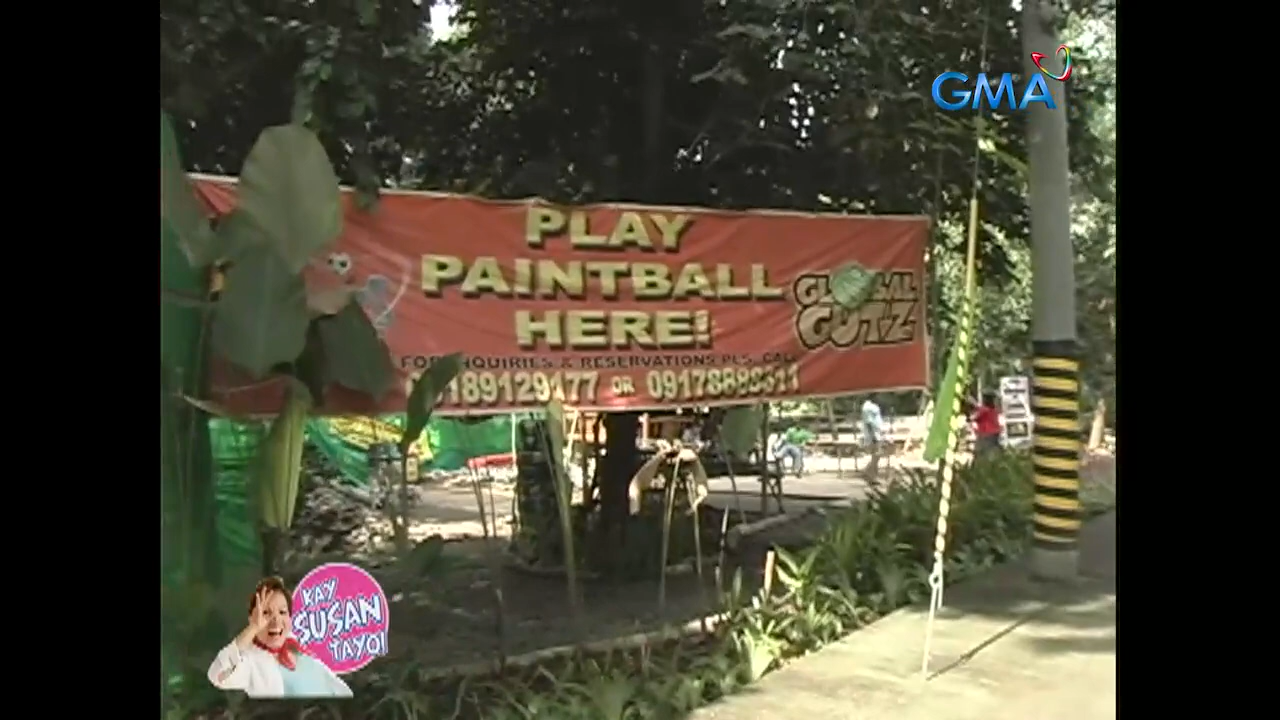 GMA
PLAY
PAINTBALL
HERE!
GLOBAL
GUTZ
FOR INQUIRIES & RESERVATIONS PLS. CALL
OR
KAY
SUSAN
TAYO!